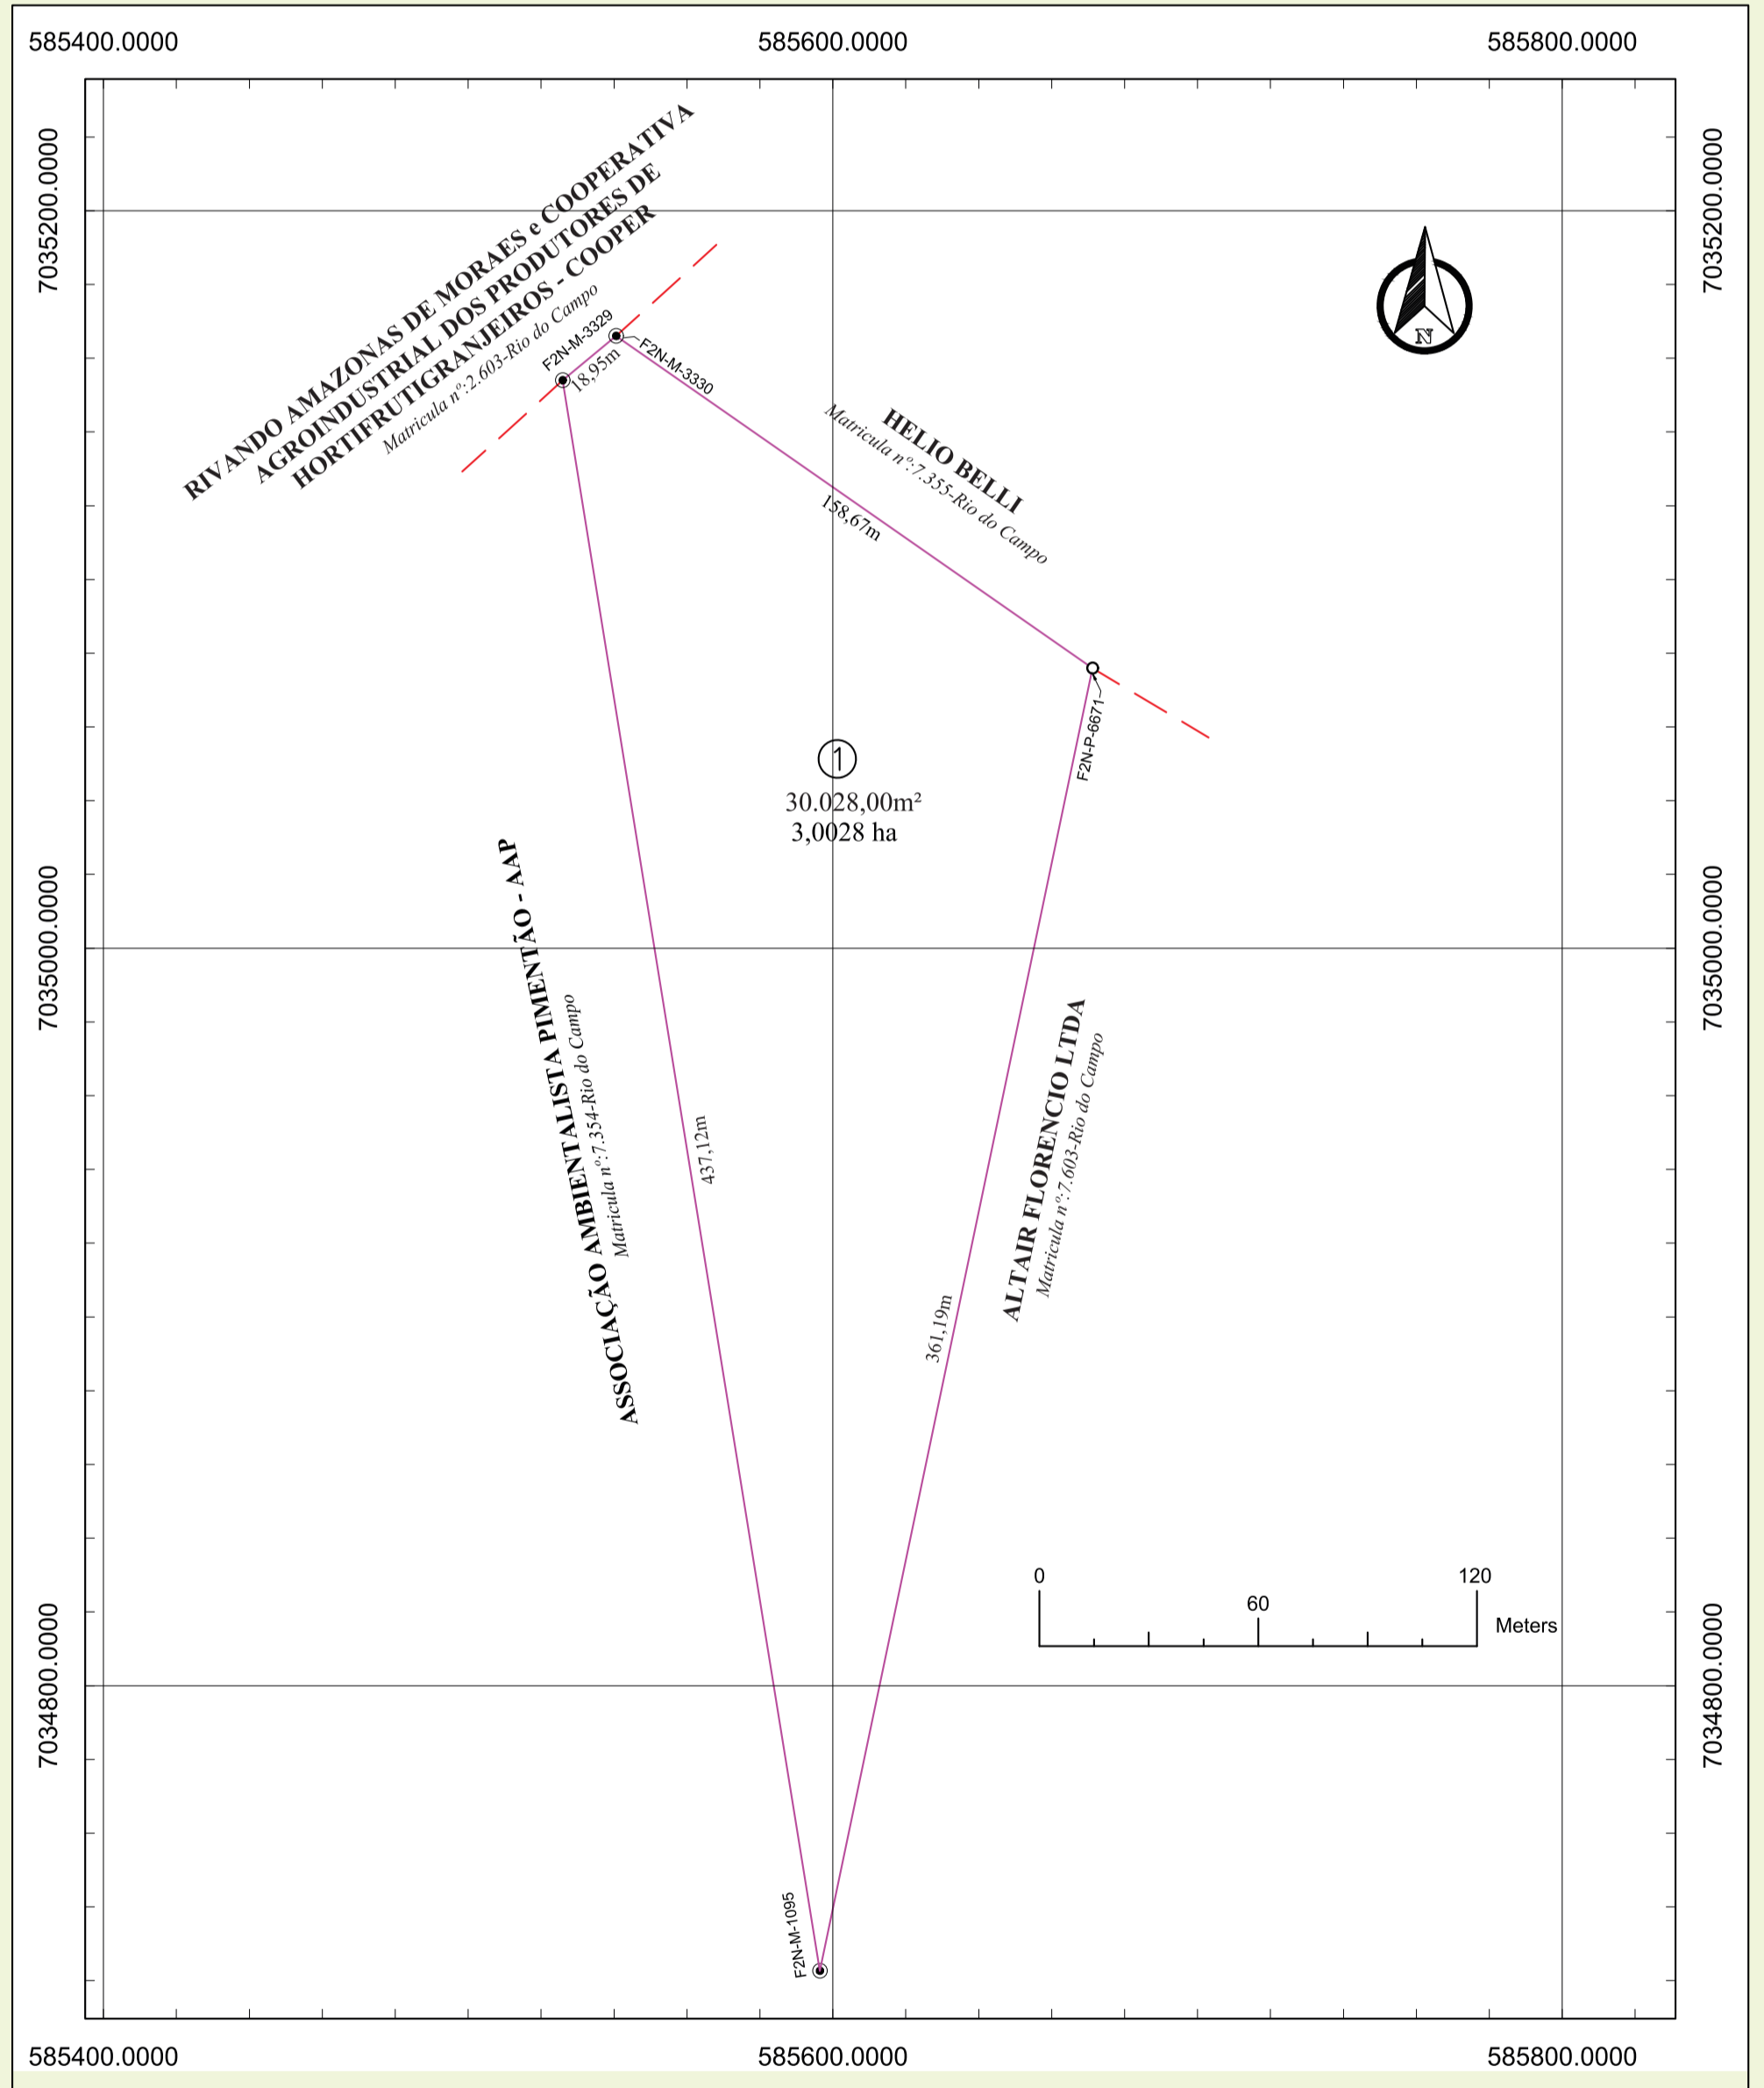 585400.0000
585600.0000
585800.0000
7035200.0000
7035200.0000
RIVANDO AMAZONAS DE MORAES e COOPERATIVA
AGROINDUSTRIAL DOS PRODUTORES DE
HORTIFRUTIGRANJEIROS - COOPER
Matricula nº:2.603-Rio do Campo
N
F2N-M-3329
F2N-M-3330
18,95m
HELIO BELLI
Matricula nº:7.355-Rio do Campo
158,67m
F2N-P-6671
1
30.028,00m²
3,0028 ha
7035000.0000
7035000.0000
ASSOCIAÇÃO AMBIENTALISTA PIMENTÃO - AAP
Matricula nº:7.354-Rio do Campo
437,12m
ALTAIR FLORENCIO LTDA
Matricula nº:7.603-Rio do Campo
361,19m
0
60
120
Meters
7034800.0000
7034800.0000
F2N-M-1095
585400.0000
585600.0000
585800.0000